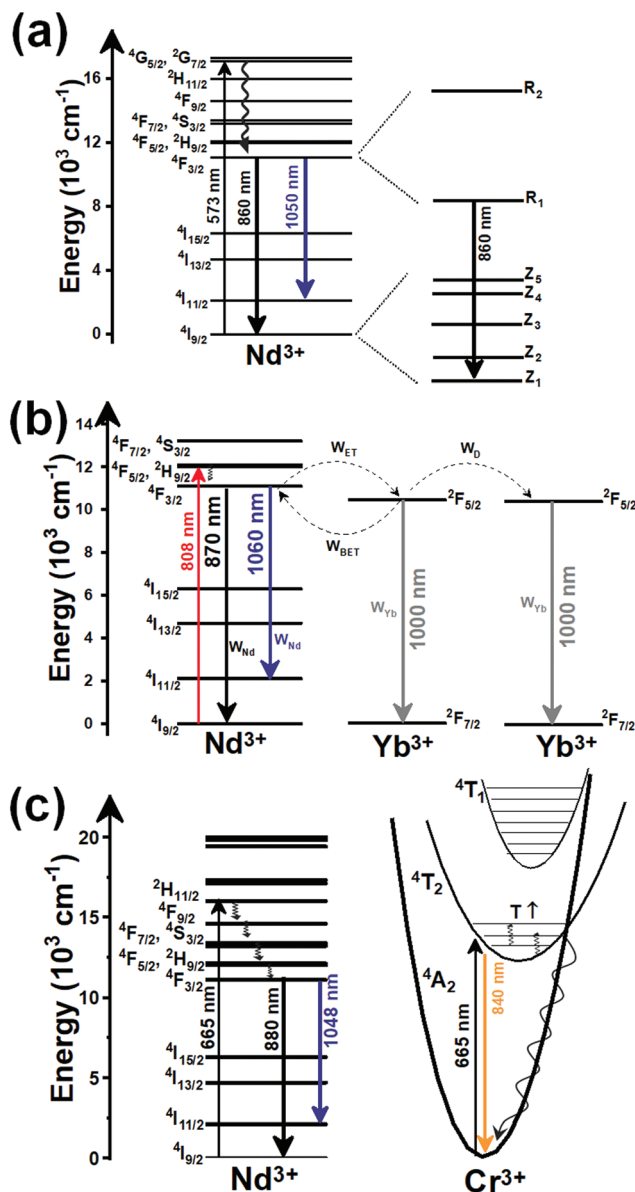 (a)
Energy (10³ cm⁻¹)
16
12
8
4
0
⁴G₅/₂, ²G₇/₂
²H₁₁/₂
⁴F₉/₂
⁴F₇/₂, ⁴S₃/₂
⁴F₅/₂, ²H₉/₂
⁴F₃/₂
⁴I₁₅/₂
⁴I₁₃/₂
⁴I₁₁/₂
⁴I₉/₂
573 nm
860 nm
1050 nm
Nd³⁺
R₂
R₁
860 nm
Z₅
Z₄
Z₃
Z₂
Z₁
(b)
Energy (10³ cm⁻¹)
14
12
10
8
6
4
2
0
⁴F₇/₂, ⁴S₃/₂
⁴F₅/₂, ²H₉/₂
⁴F₃/₂
⁴I₁₅/₂
⁴I₁₃/₂
⁴I₁₁/₂
⁴I₉/₂
808 nm
870 nm
1060 nm
W_Nd
W_Nd
Nd³⁺
W_ET
W_BET
W_D
²F₅/₂
W_Yb
1000 nm
²F₇/₂
Yb³⁺
²F₅/₂
W_Yb
1000 nm
²F₇/₂
Yb³⁺
(c)
Energy (10³ cm⁻¹)
20
15
10
5
0
²H₁₁/₂
⁴F₉/₂
⁴F₇/₂, ⁴S₃/₂
⁴F₅/₂, ²H₉/₂
⁴F₃/₂
⁴I₁₅/₂
⁴I₁₃/₂
⁴I₁₁/₂
⁴I₉/₂
665 nm
880 nm
1048 nm
Nd³⁺
⁴T₁
⁴T₂
T ↑
⁴A₂
665 nm
840 nm
Cr³⁺